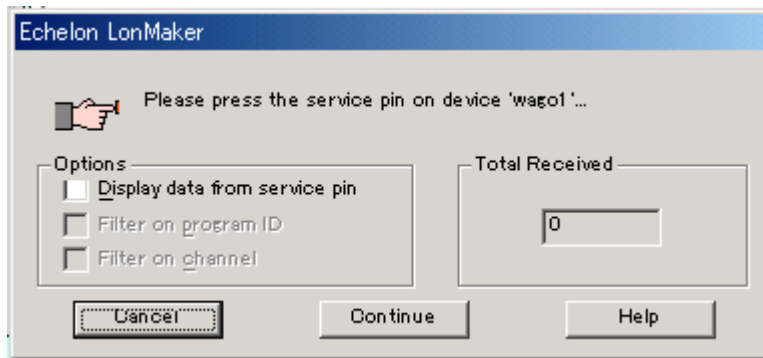 Echelon LonMaker
Please press the service pin on device 'wago1'...
Options
Display data from service pin
Filter on program ID
Filter on channel
Total Received
0
Cancel
Continue
Help